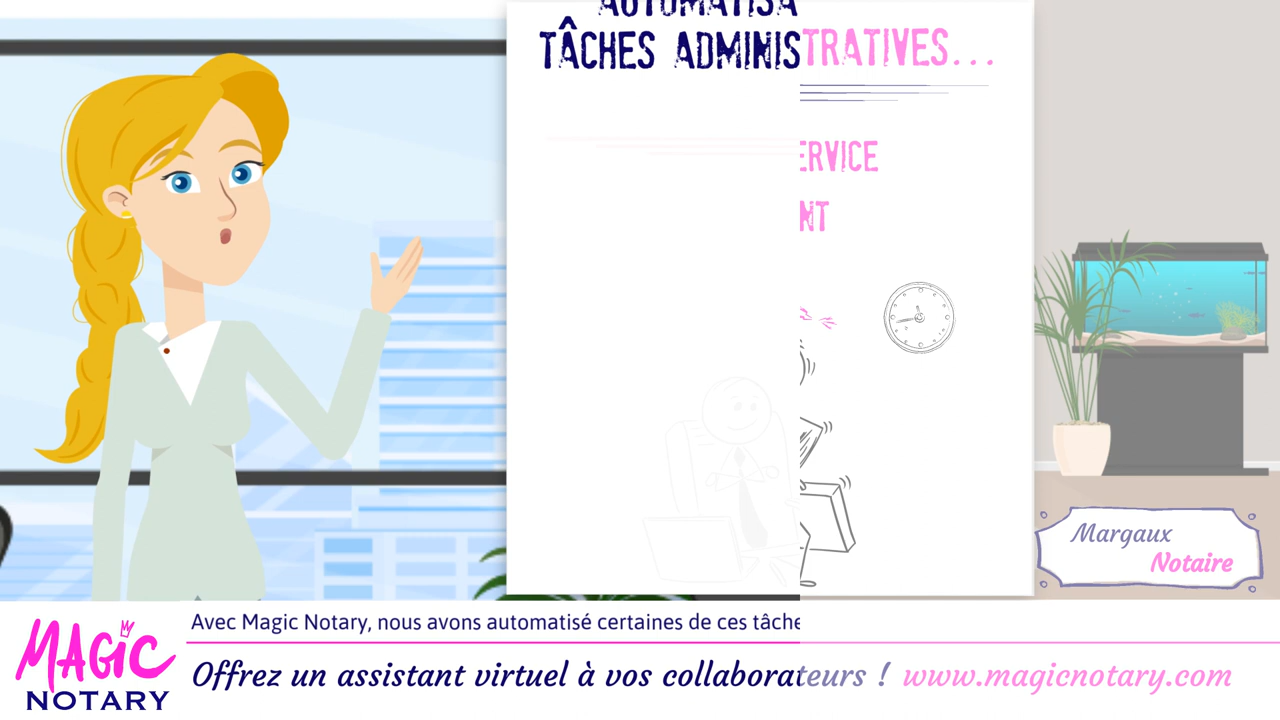 AUTOMATISA
TÂCHES ADMINISTRATIVES...
ERVICE
NT
Margaux
Notaire
MAGIC
NOTARY
Avec Magic Notary, nous avons automatisé certaines de ces tâche
Offrez un assistant virtuel à vos collaborateurs ! www.magicnotary.com